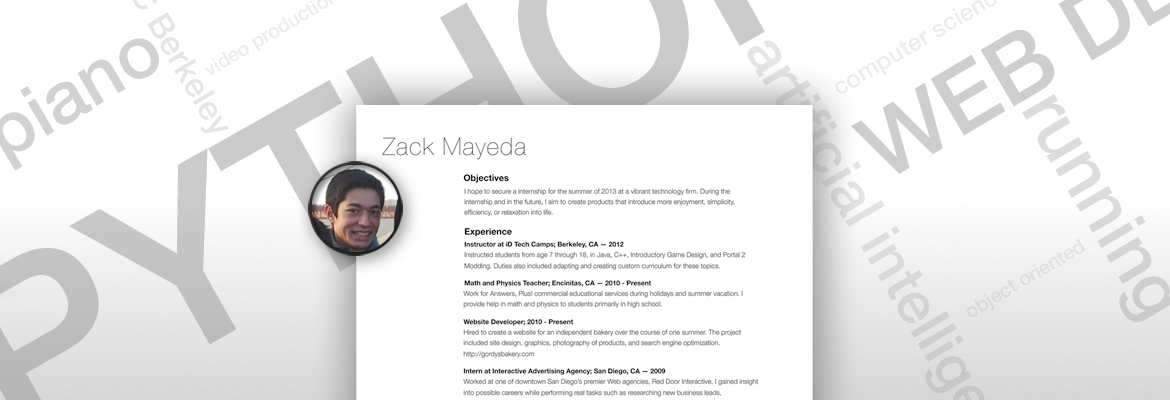 piano
C Berkeley
video production
PYTHO
artificial intellige
computer scienc
WEB DE
running
object oriented
Zack Mayeda
Objectives
I hope to secure a internship for the summer of 2013 at a vibrant technology firm. During the
internship and in the future, I aim to create products that introduce more enjoyment, simplicity,
efficiency, or relaxation into life.
Experience
Instructor at iD Tech Camps; Berkeley, CA — 2012
Instructed students from age 7 through 18, in Java, C++, Introductory Game Design, and Portal 2
Modding. Duties also included adapting and creating custom curriculum for these topics.
Math and Physics Teacher; Encinitas, CA — 2010 - Present
Work for Answers, Plus! commercial educational services during holidays and summer vacation. I
provide help in math and physics to students primarily in high school.
Website Developer; 2010 - Present
Hired to create a website for an independent bakery over the course of one summer. The project
included site design, graphics, photography of products, and search engine optimization.
http://gordysbakery.com
Intern at Interactive Advertising Agency; San Diego, CA — 2009
Worked at one of downtown San Diego's premier Web agencies, Red Door Interactive. I gained insight
into possible careers while performing real tasks such as researching new business leads,